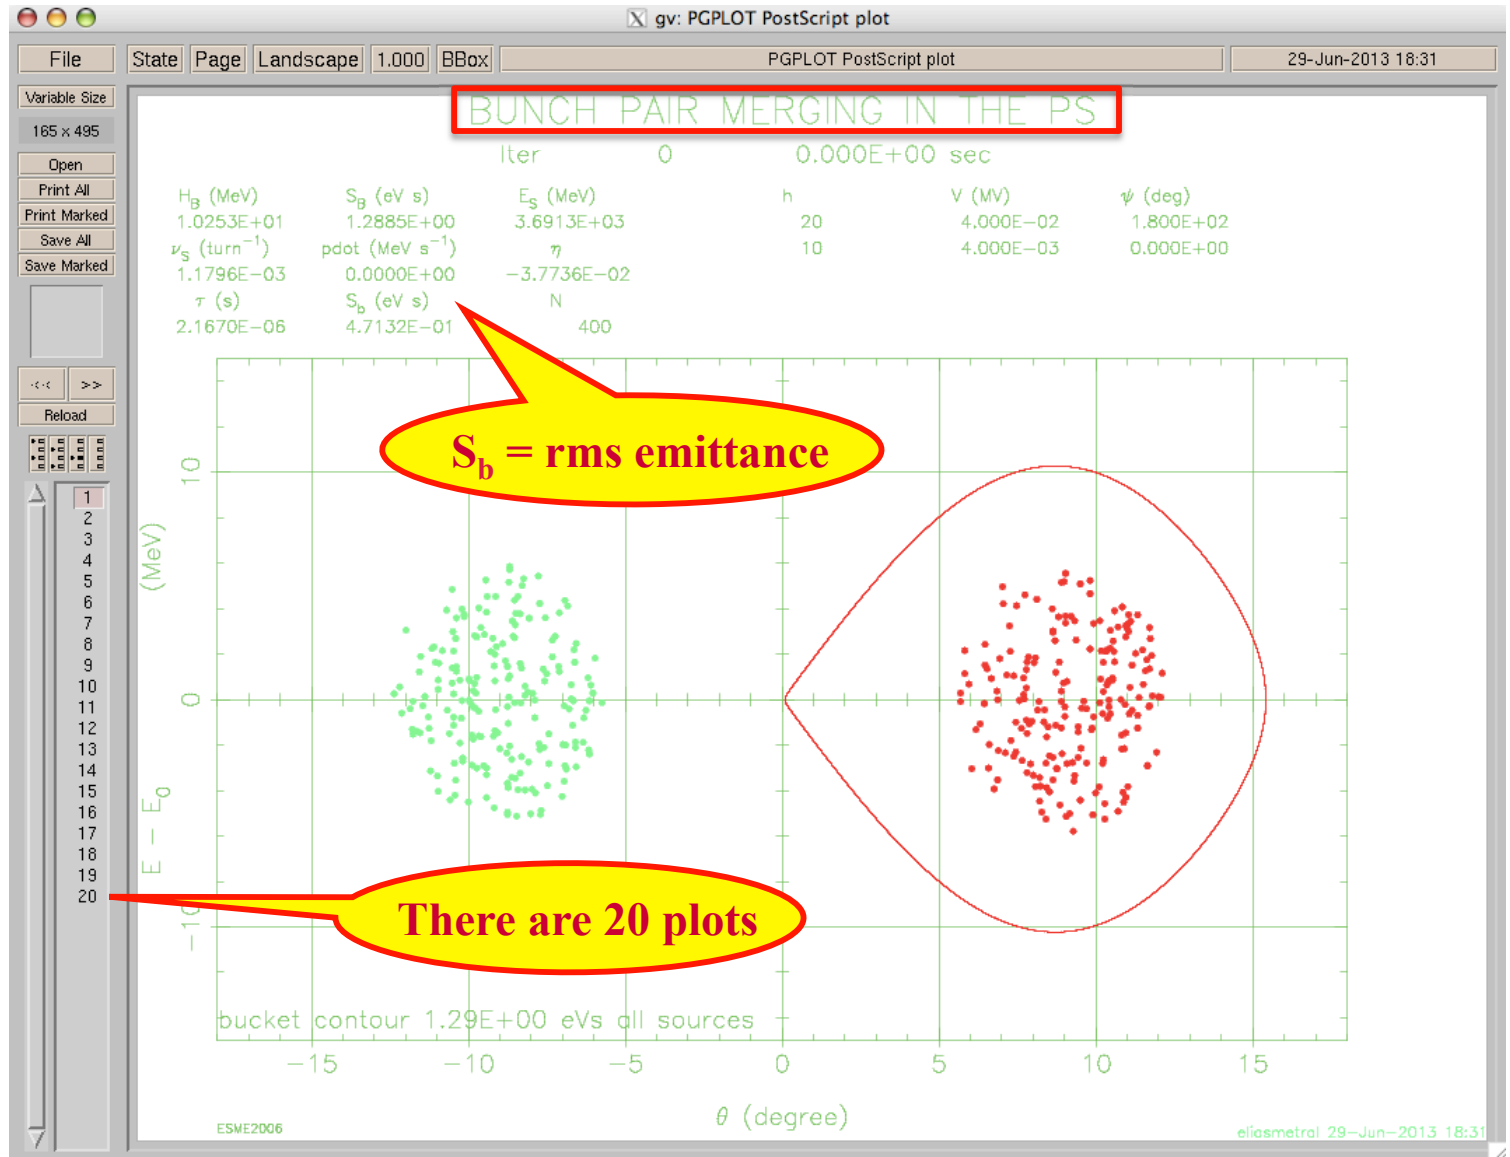 gv: PGPLOT PostScript plot
File State Page Landscape 1.000 BBox PGPLOT PostScript plot 29-Jun-2013 18:31
Variable Size
165 x 495
Open
Print All
Print Marked
Save All
Save Marked
<< >>
Reload
1
2
3
4
5
6
7
8
9
10
11
12
13
14
15
16
17
18
19
20
BUNCH PAIR MERGING IN THE PS
Iter 0 0.000E+00 sec
H_B (MeV) S_B (eV s) E_S (MeV) h V (MV) ψ (deg)
1.0253E+01 1.2885E+00 3.6913E+03 20 4.000E−02 1.800E+02
ν_S (turn⁻¹) pdot (MeV s⁻¹) η 10 4.000E−03 0.000E+00
1.1796E−03 0.0000E+00 −3.7736E−02
τ (s) S_b (eV s) N
2.1670E−06 4.7132E−01 400
S_b = rms emittance
There are 20 plots
E − E₀ (MeV)
10
0
−10
bucket contour 1.29E+00 eVs all sources
−15 −10 −5 0 5 10 15
θ (degree)
ESME2006
eliasmetral 29−Jun−2013 18:31